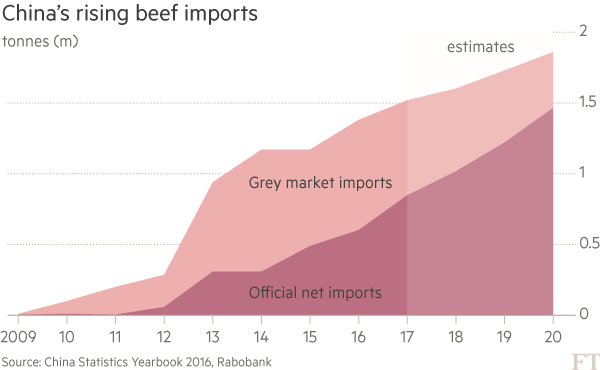 China's rising beef imports
tonnes (m)
estimates
2
1.5
Grey market imports
1
0.5
Official net imports
0
2009 10 11 12 13 14 15 16 17 18 19 20
Source: China Statistics Yearbook 2016, Rabobank
FT